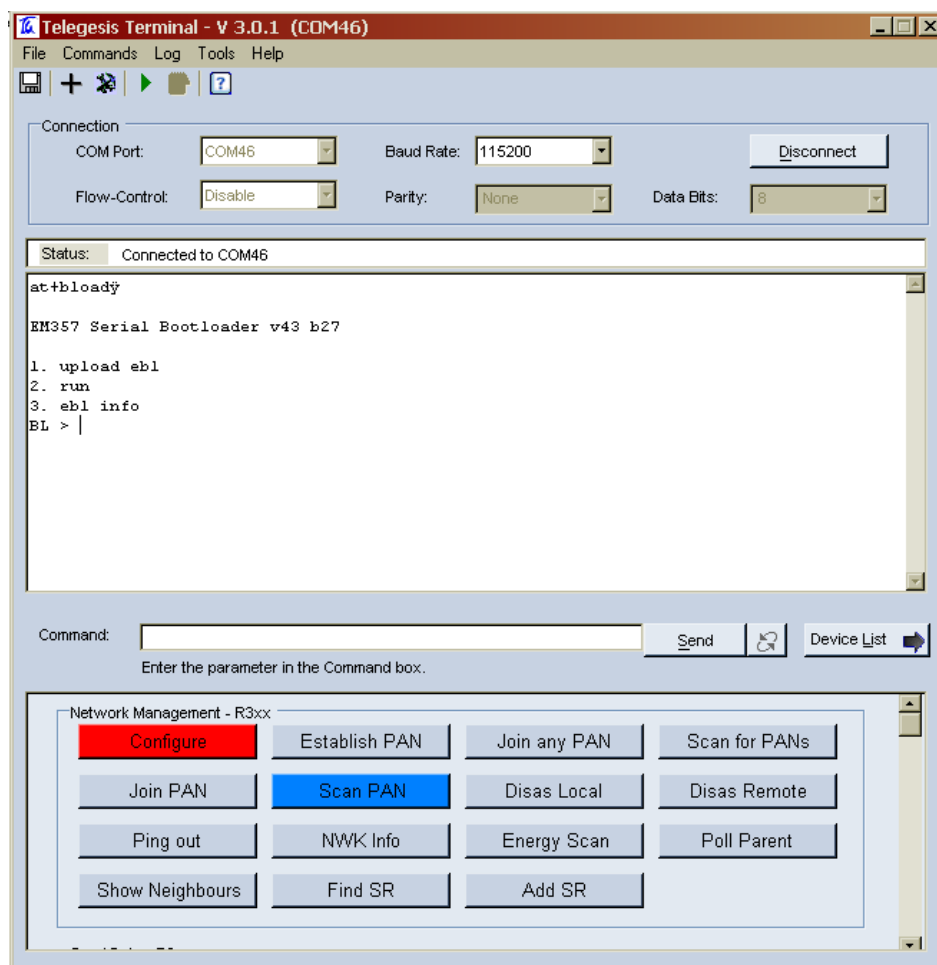 Telegesis Terminal - V 3.0.1 (COM46)
File Commands Log Tools Help
Connection
COM Port: COM46 Baud Rate: 115200 Disconnect
Flow-Control: Disable Parity: None Data Bits: 8
Status: Connected to COM46
at+bloadÿ
EM357 Serial Bootloader v43 b27
1. upload ebl
2. run
3. ebl info
BL >
Command: Send Device List
Enter the parameter in the Command box.
Network Management - R3xx
Configure Establish PAN Join any PAN Scan for PANs
Join PAN Scan PAN Disas Local Disas Remote
Ping out NWK Info Energy Scan Poll Parent
Show Neighbours Find SR Add SR